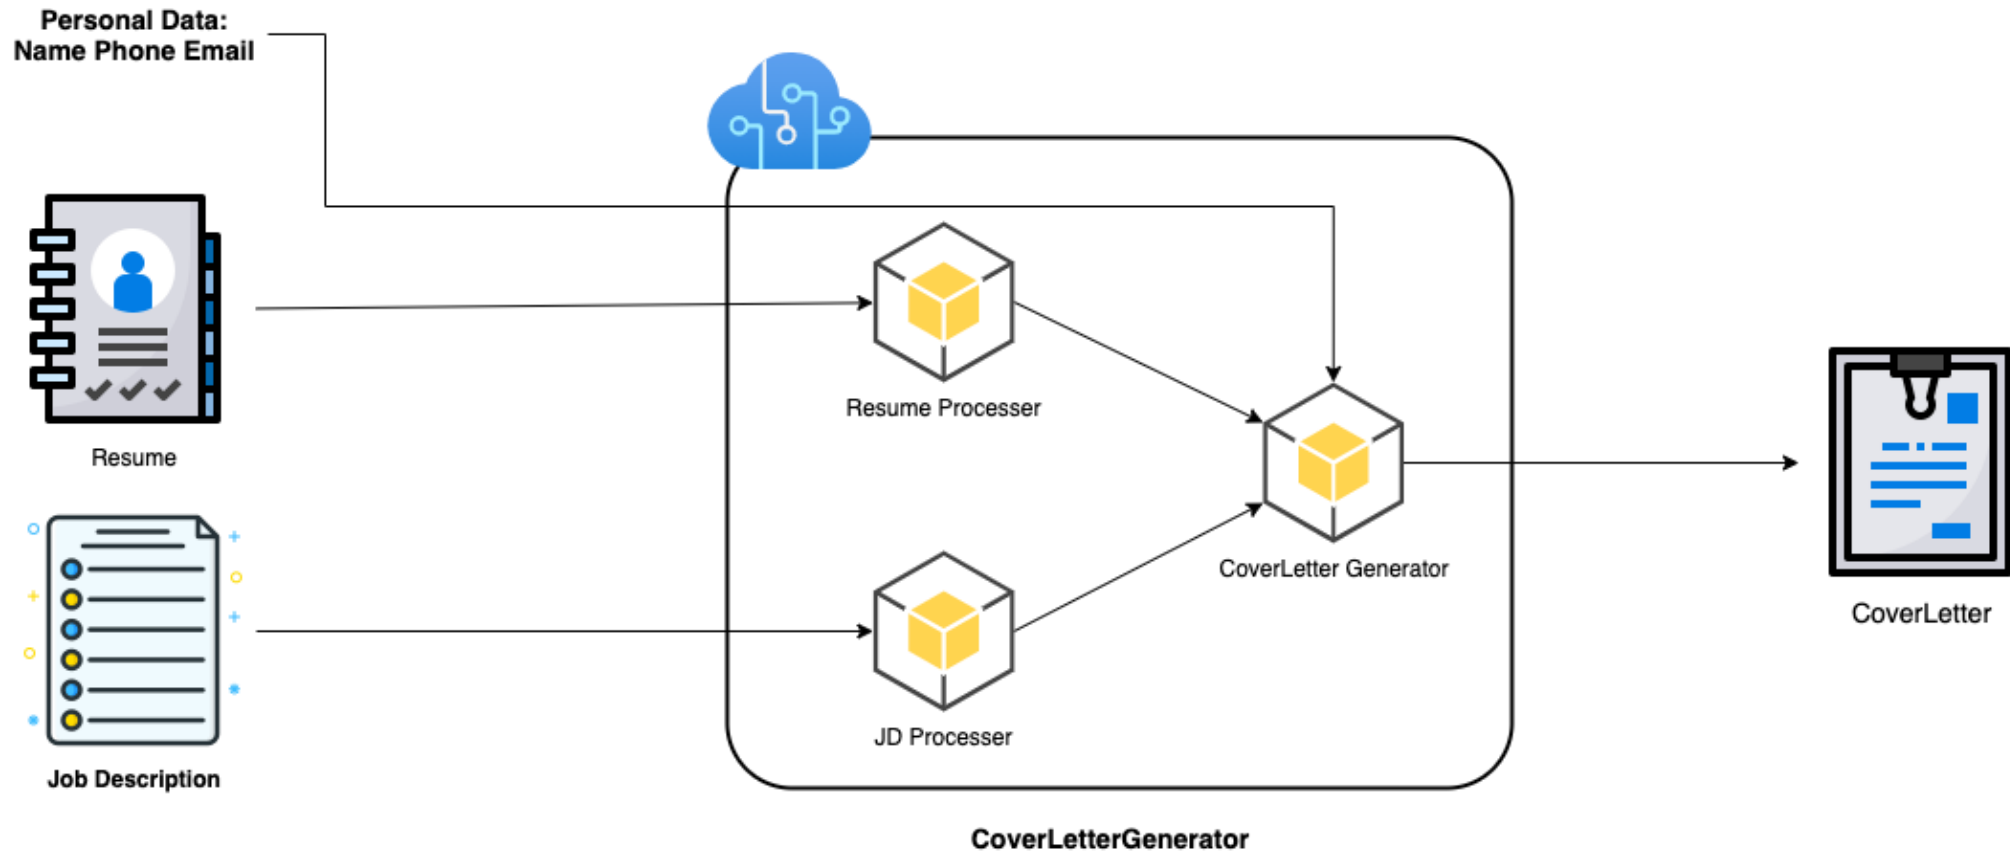 Personal Data:
Name Phone Email
Resume
Job Description
Resume Processer
JD Processer
CoverLetter Generator
CoverLetter
CoverLetterGenerator